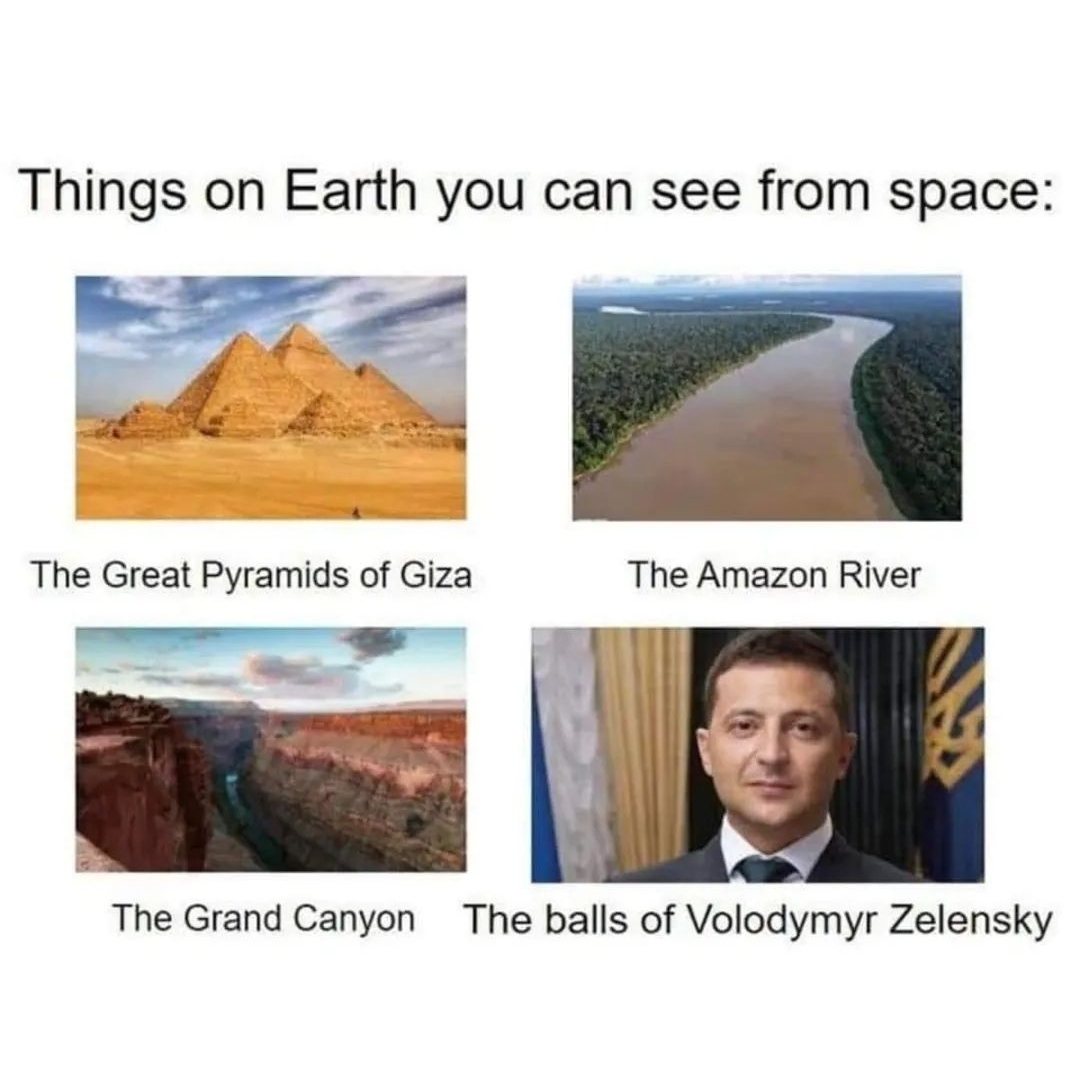 Things on Earth you can see from space:
The Great Pyramids of Giza
The Amazon River
The Grand Canyon
The balls of Volodymyr Zelensky